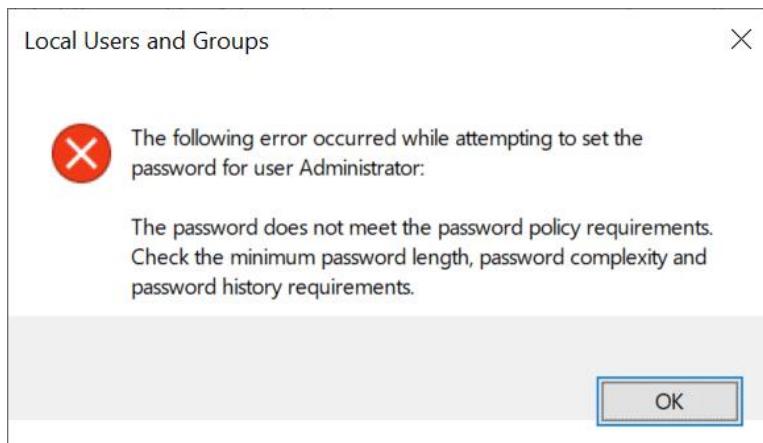 Local Users and Groups
The following error occurred while attempting to set the
password for user Administrator:
The password does not meet the password policy requirements.
Check the minimum password length, password complexity and
password history requirements.
OK